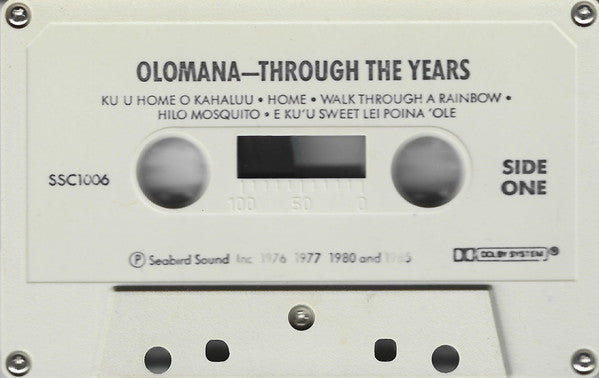 OLOMANA—THROUGH THE YEARS
KU U HOME O KAHALUU • HOME • WALK THROUGH A RAINBOW •
HILO MOSQUITO • E KU'U SWEET LEI POINA 'OLE
SSC1006
SIDE
ONE
100 50 0
Ⓟ Seabird Sound Inc 1976 1977 1980 and
DOLBY SYSTEM ®